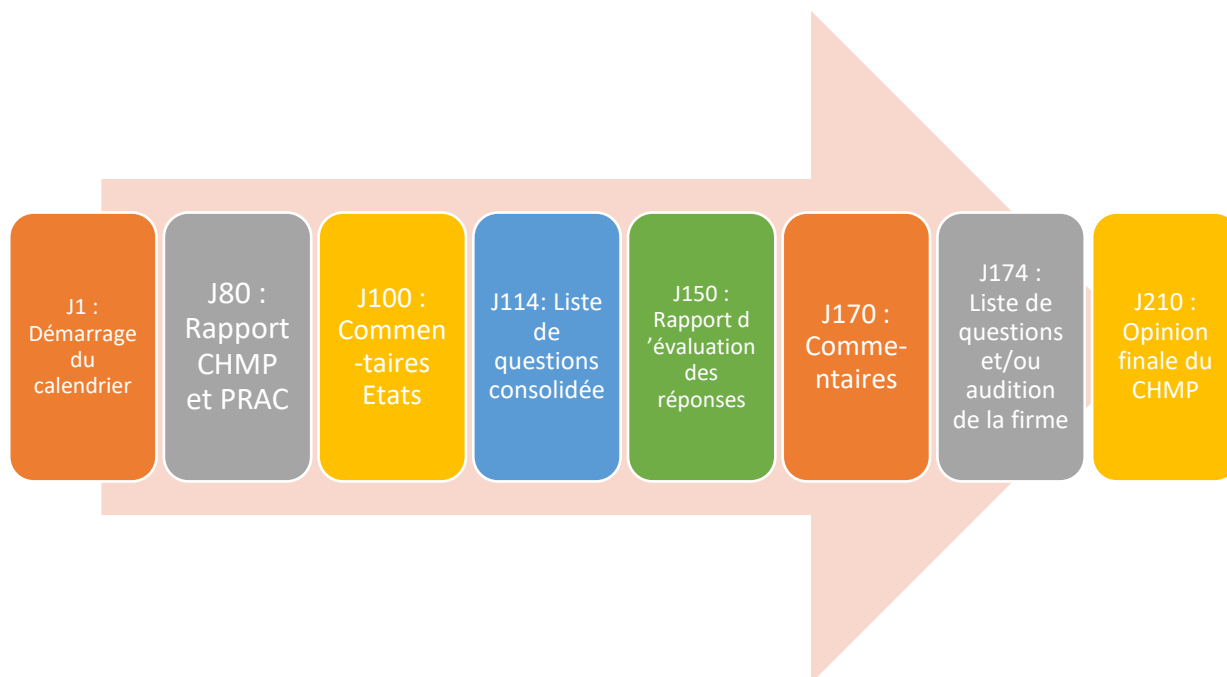 J1 :
Démarrage
du
calendrier
J80 :
Rapport
CHMP
et PRAC
J100 :
Commen
-taires
Etats
J114: Liste
de
questions
consolidée
J150 :
Rapport d
’évaluation
des
réponses
J170 :
Comme-
ntaires
J174 :
Liste de
questions
et/ou
audition
de la firme
J210 :
Opinion
finale du
CHMP